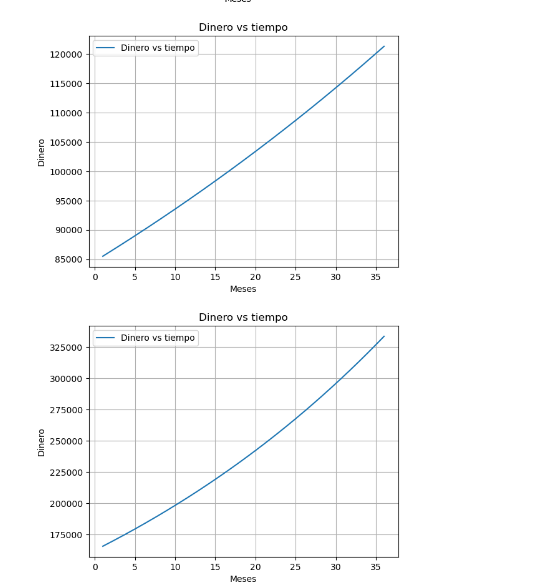 Meses
Dinero vs tiempo
Dinero vs tiempo
120000
115000
110000
105000
100000
95000
90000
85000
Dinero
0 5 10 15 20 25 30 35
Meses
Dinero vs tiempo
Dinero vs tiempo
325000
300000
275000
250000
225000
200000
175000
Dinero
0 5 10 15 20 25 30 35
Meses